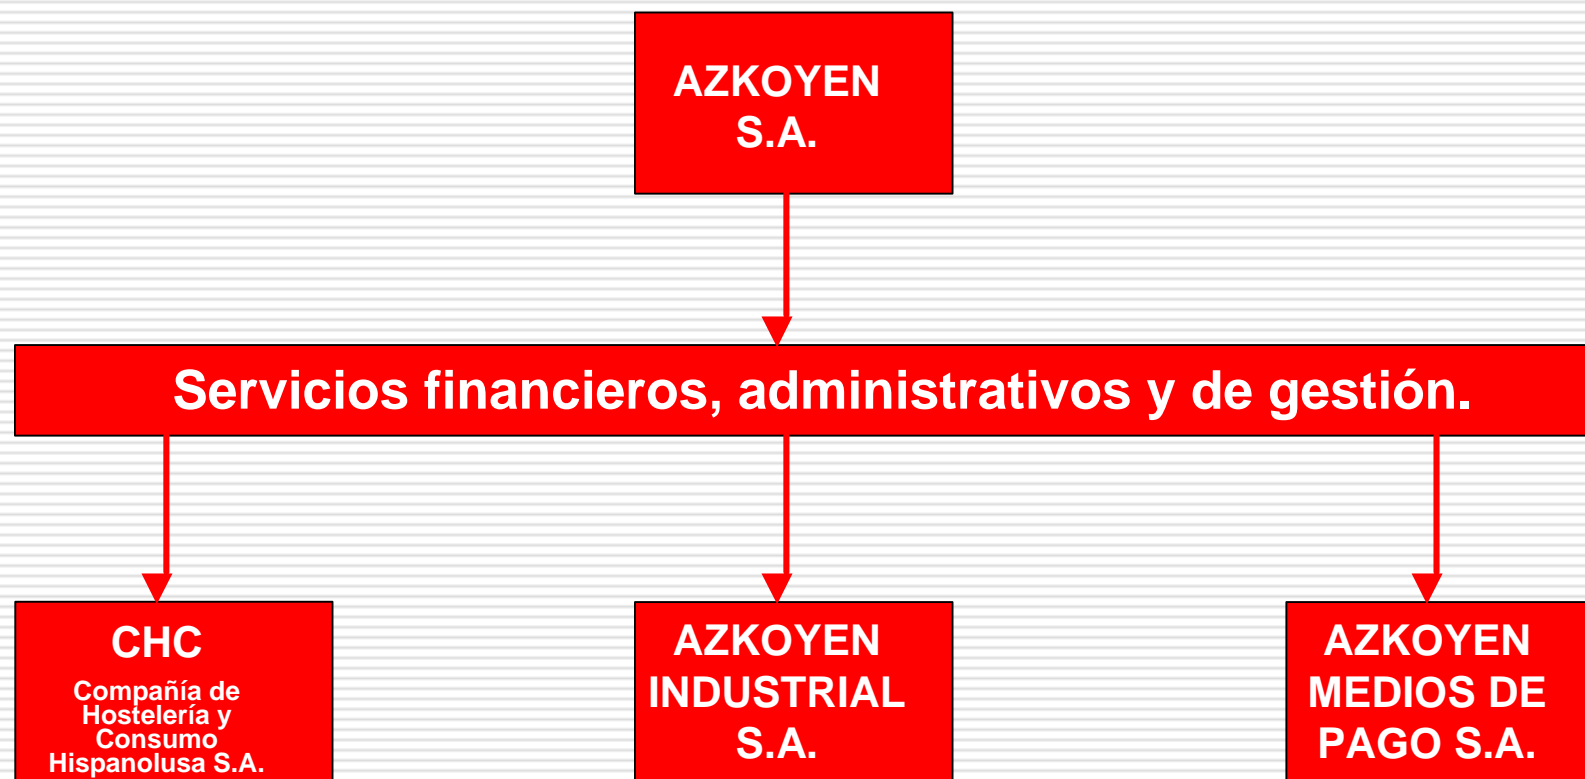 AZKOYEN
S.A.
Servicios financieros, administrativos y de gestión.
CHC
Compañía de
Hostelería y
Consumo
Hispanolusa S.A.
AZKOYEN
INDUSTRIAL
S.A.
AZKOYEN
MEDIOS DE
PAGO S.A.